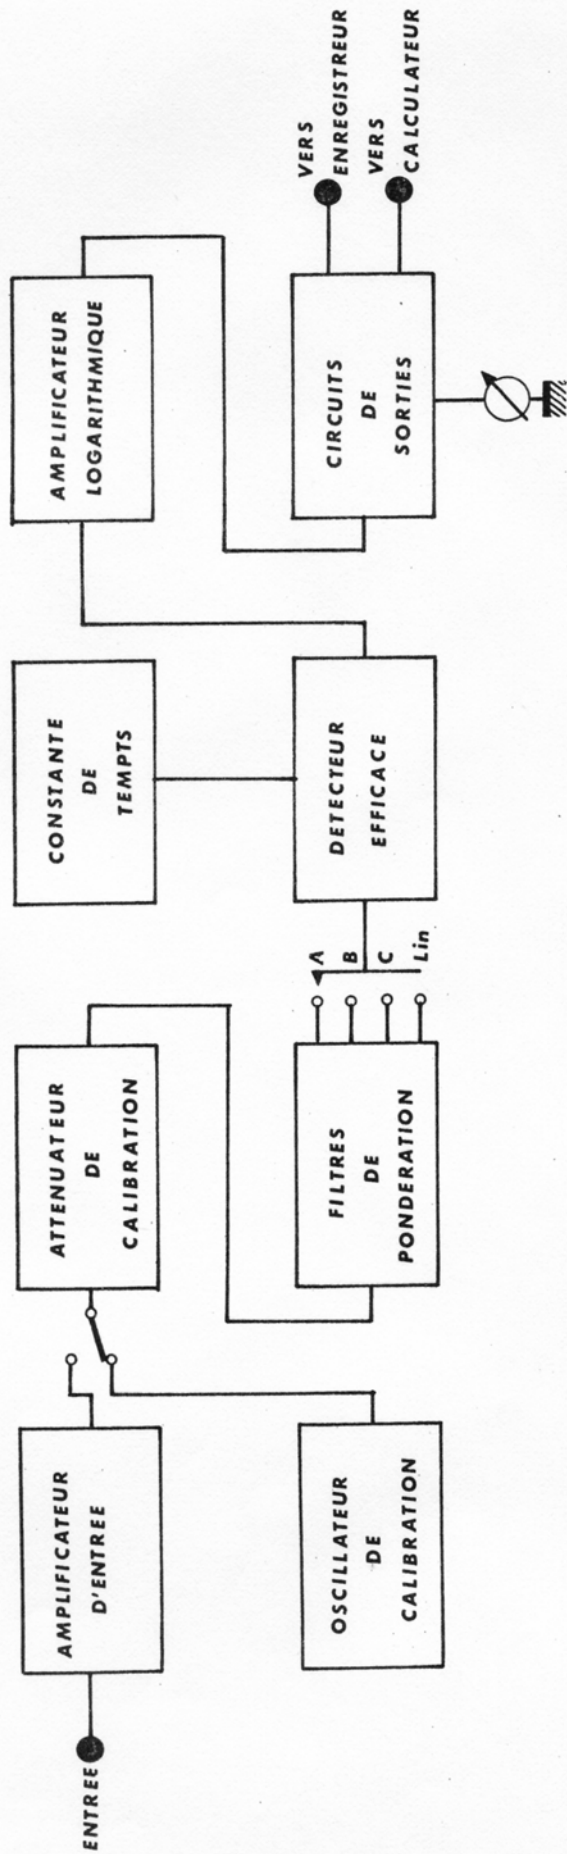 ENTREE
AMPLIFICATEUR
D'ENTREE
OSCILLATEUR
DE
CALIBRATION
ATTENUATEUR
DE
CALIBRATION
FILTRES
DE
PONDERATION
A
B
C
Lin
CONSTANTE
DE
TEMPTS
DETECTEUR
EFFICACE
AMPLIFICATEUR
LOGARITHMIQUE
CIRCUITS
DE
SORTIES
VERS
ENREGISTREUR
VERS
CALCULATEUR